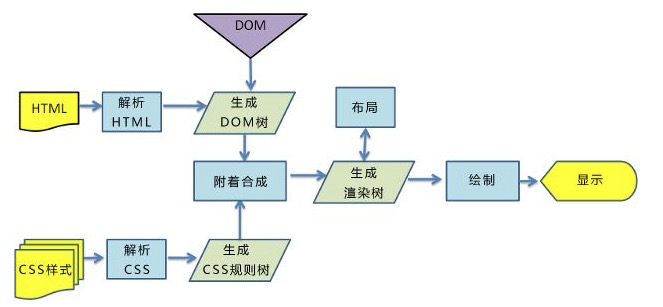 DOM
HTML
解析
HTML
生成
DOM树
布局
附着合成
生成
渲染树
绘制
显示
CSS样式
解析
CSS
生成
CSS规则树